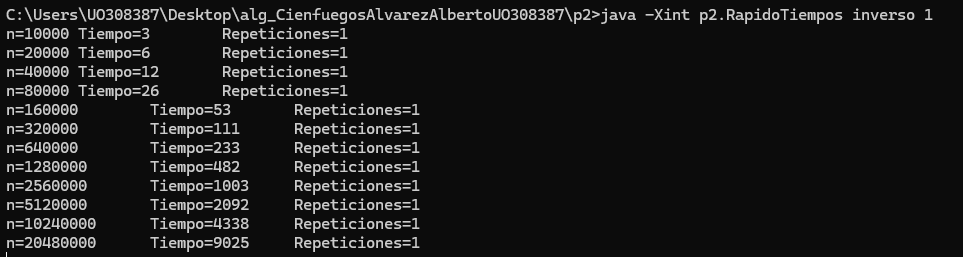 C:\Users\UO308387\Desktop\alg_CienfuegosAlvarezAlbertoUO308387\p2>java -Xint p2.RapidoTiempos inverso 1
n=10000 Tiempo=3 Repeticiones=1
n=20000 Tiempo=6 Repeticiones=1
n=40000 Tiempo=12 Repeticiones=1
n=80000 Tiempo=26 Repeticiones=1
n=160000 Tiempo=53 Repeticiones=1
n=320000 Tiempo=111 Repeticiones=1
n=640000 Tiempo=233 Repeticiones=1
n=1280000 Tiempo=482 Repeticiones=1
n=2560000 Tiempo=1003 Repeticiones=1
n=5120000 Tiempo=2092 Repeticiones=1
n=10240000 Tiempo=4338 Repeticiones=1
n=20480000 Tiempo=9025 Repeticiones=1